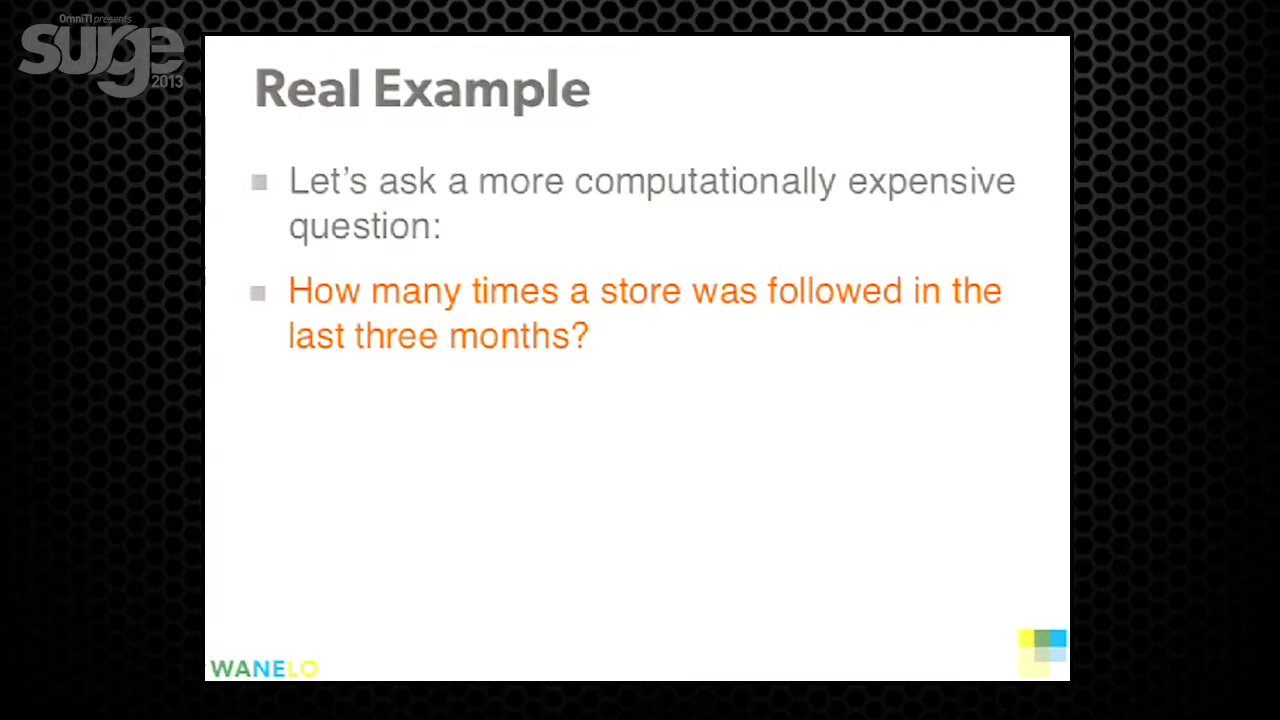 OmniTI presents
surge
2013
Real Example
Let's ask a more computationally expensive
question:
How many times a store was followed in the
last three months?
WANELO